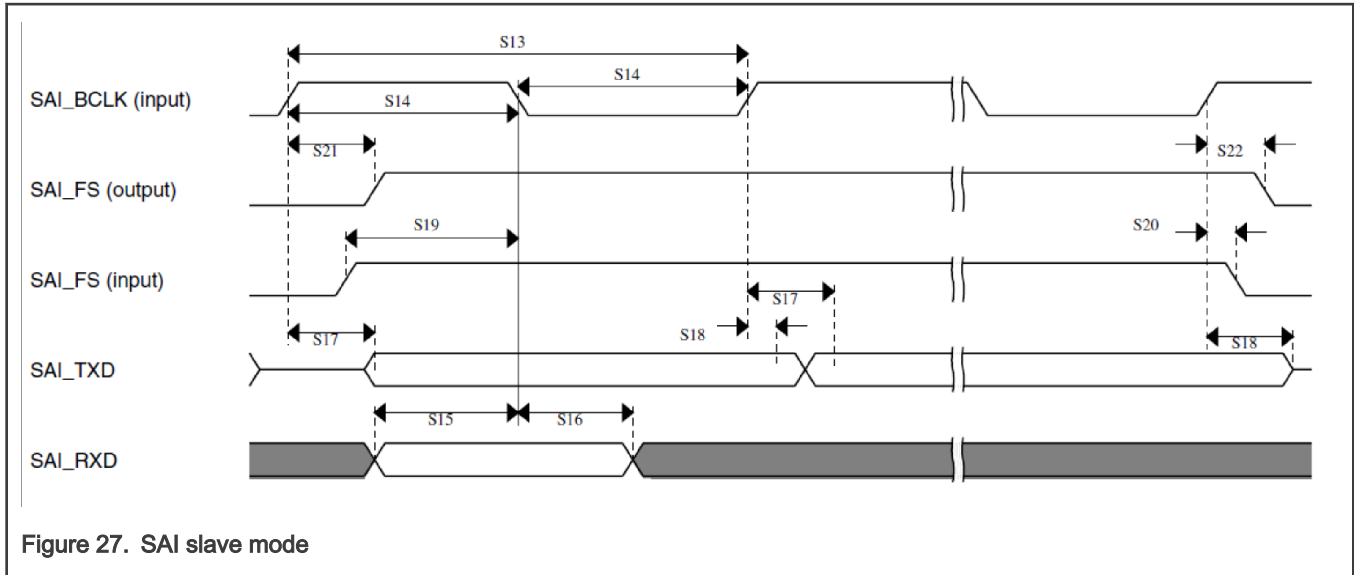 S13
SAI_BCLK (input)
S14
S14
S21
S22
SAI_FS (output)
S19
S20
SAI_FS (input)
S17
S18
S17
S18
SAI_TXD
S15
S16
SAI_RXD
Figure 27. SAI slave mode